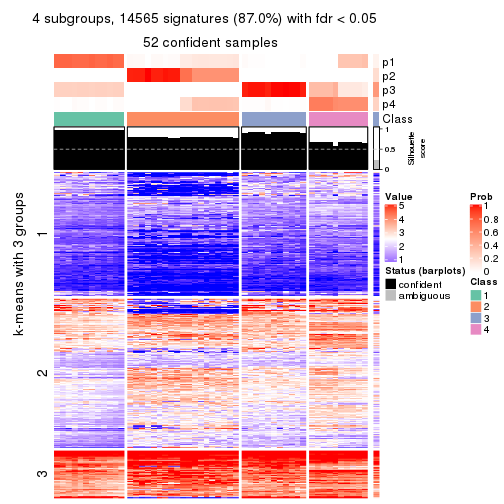 4 subgroups, 14565 signatures (87.0%) with fdr < 0.05
52 confident samples
p1
p2
p3
p4
Class
1
0.5
0
Silhouette
score
k-means with 3 groups
1
2
3
Value
5
4
3
2
1
Status (barplots)
confident
ambiguous
Prob
1
0.8
0.6
0.4
0.2
0
Class
1
2
3
4